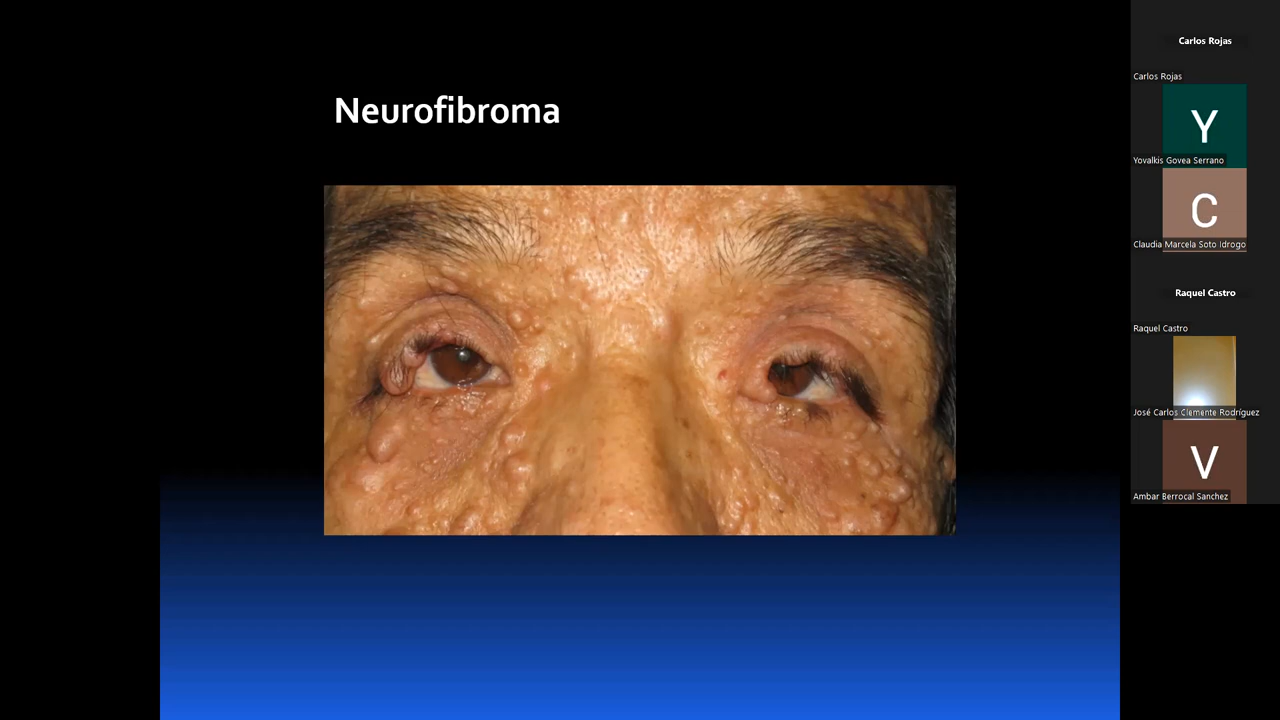 Neurofibroma
Carlos Rojas
Carlos Rojas
Y
Yovalkis Govea Serrano
C
Claudia Marcela Soto Idrogo
Raquel Castro
Raquel Castro
José Carlos Clemente Rodríguez
V
Ambar Berrocal Sanchez